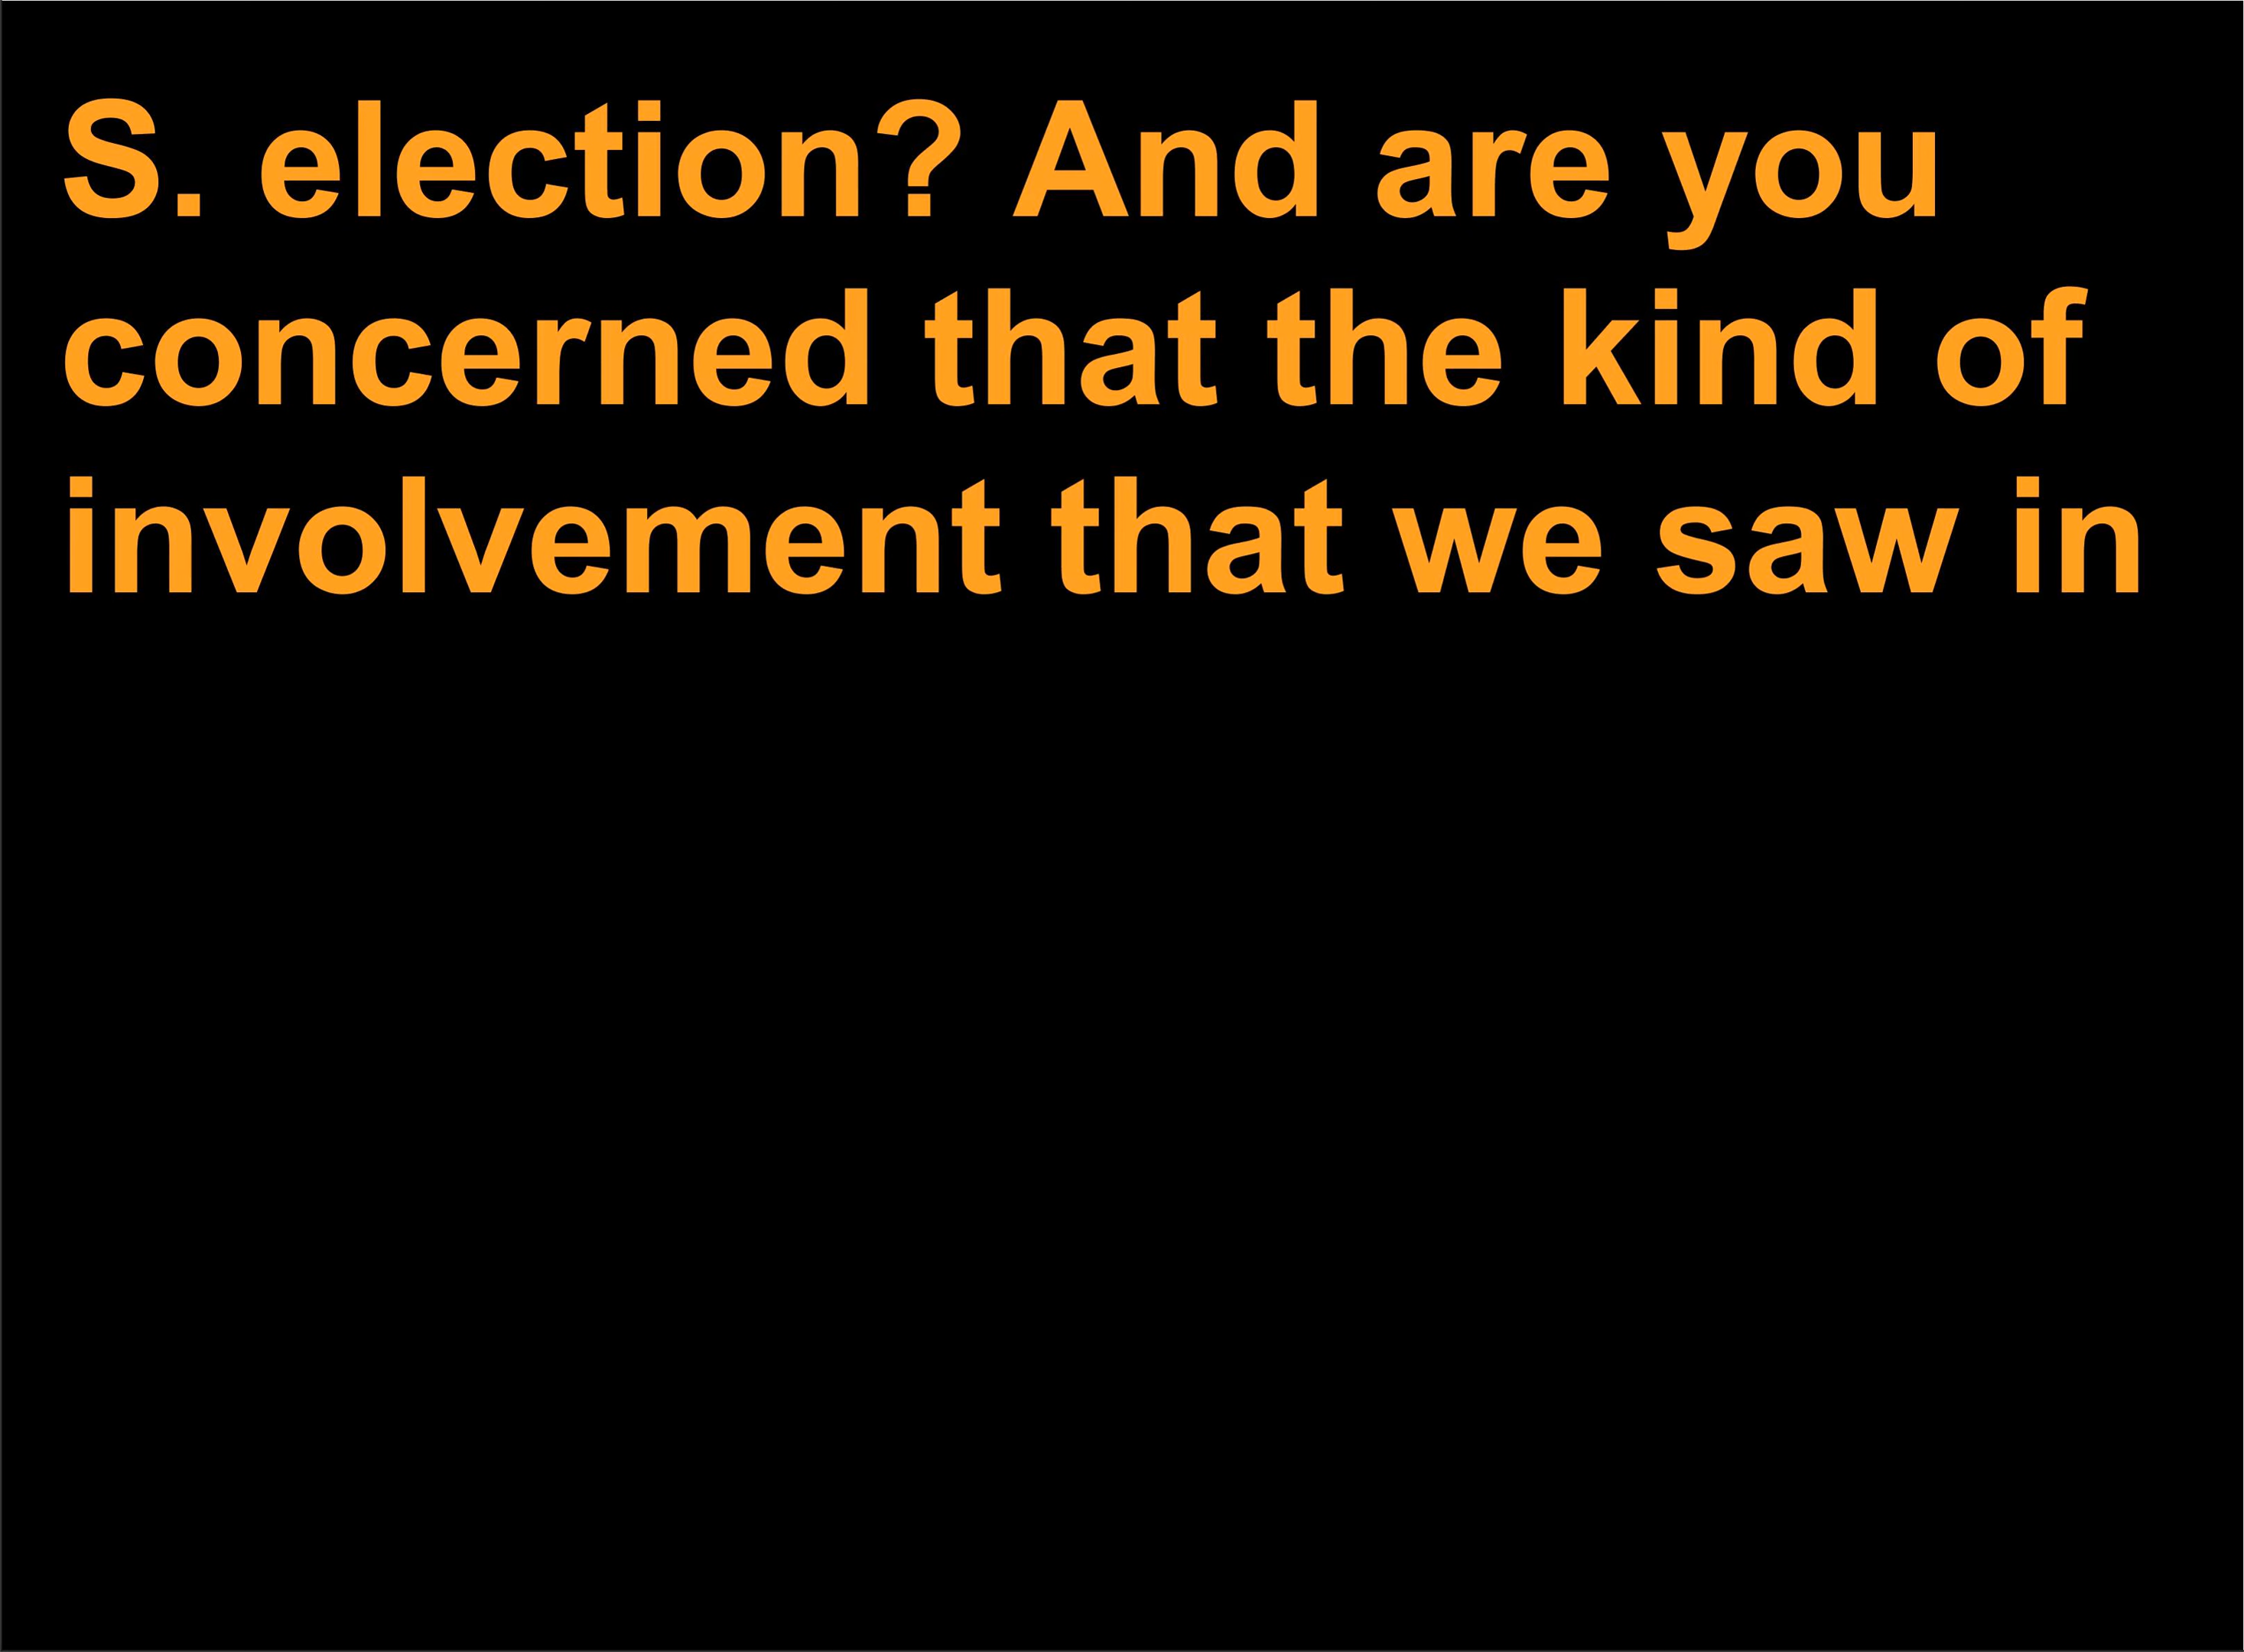 S. election? And are you
concerned that the kind of
involvement that we saw in